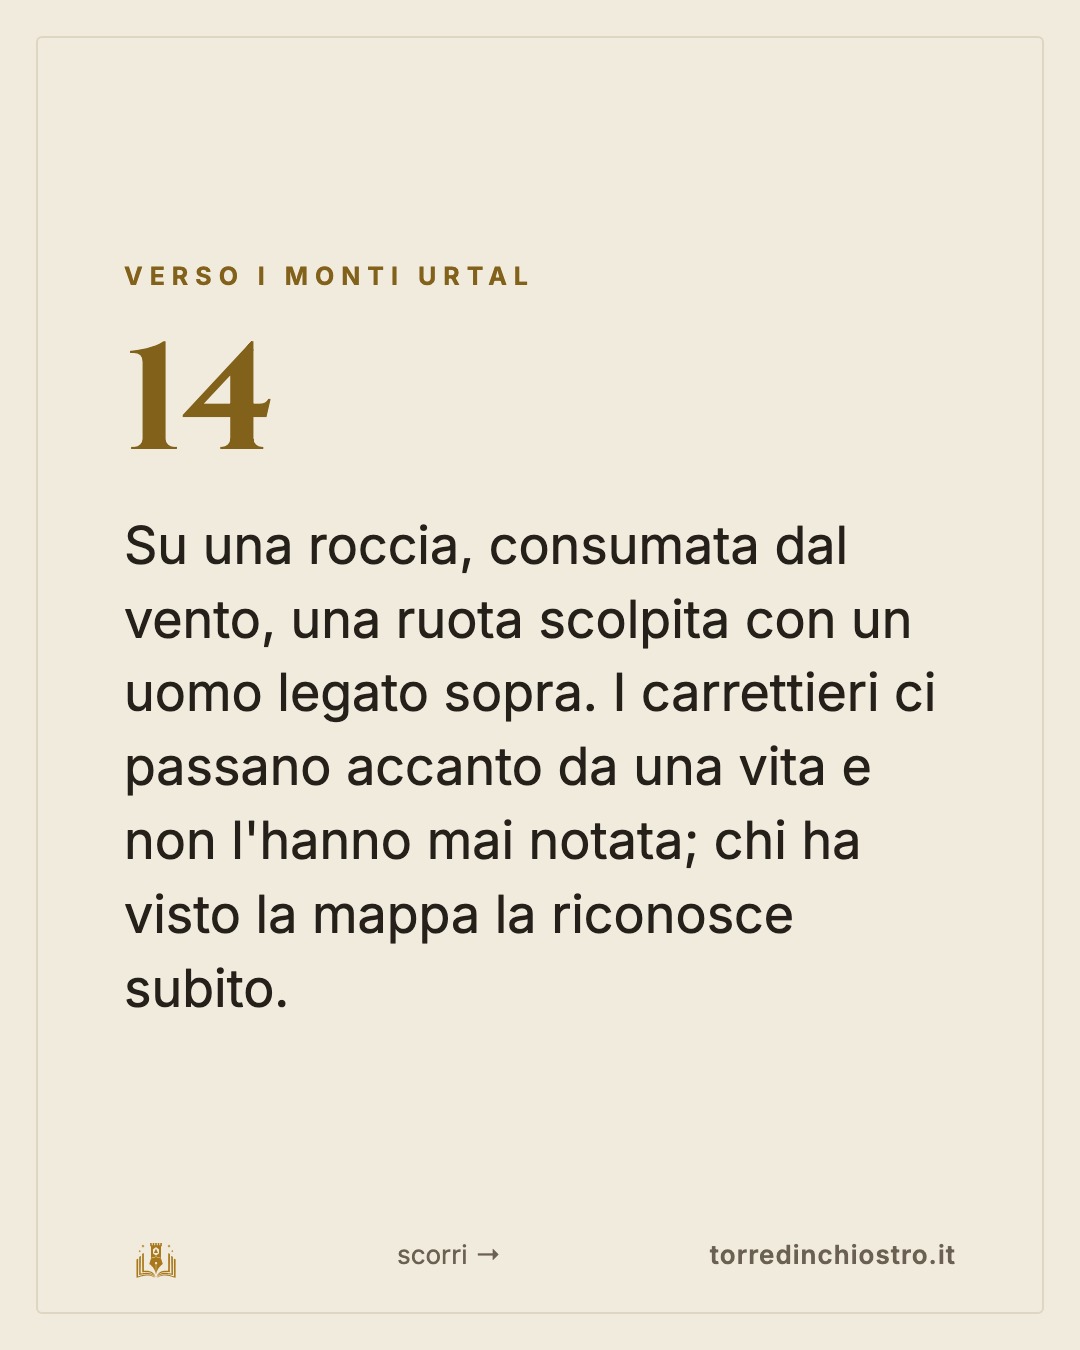 VERSO I MONTI URTAL
14
Su una roccia, consumata dal
vento, una ruota scolpita con un
uomo legato sopra. I carrettieri ci
passano accanto da una vita e
non l'hanno mai notata; chi ha
visto la mappa la riconosce
subito.
scorri →
torredinchiostro.it